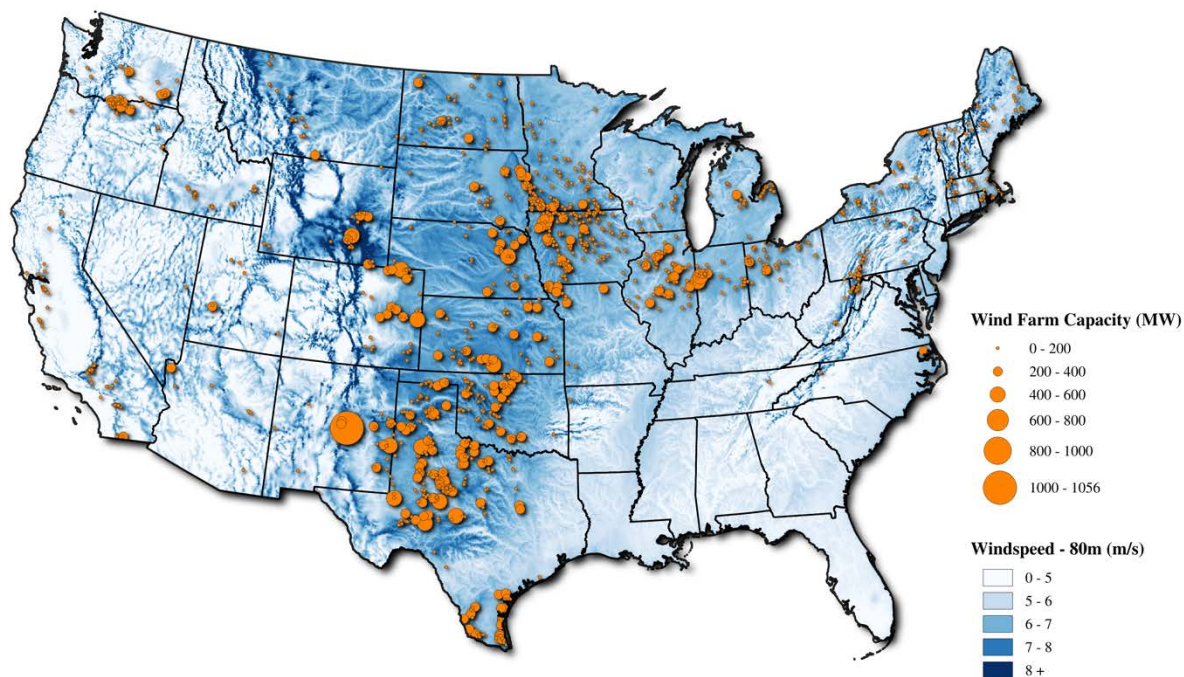 Wind Farm Capacity (MW)
0 - 200
200 - 400
400 - 600
600 - 800
800 - 1000
1000 - 1056
Windspeed - 80m (m/s)
0 - 5
5 - 6
6 - 7
7 - 8
8 +